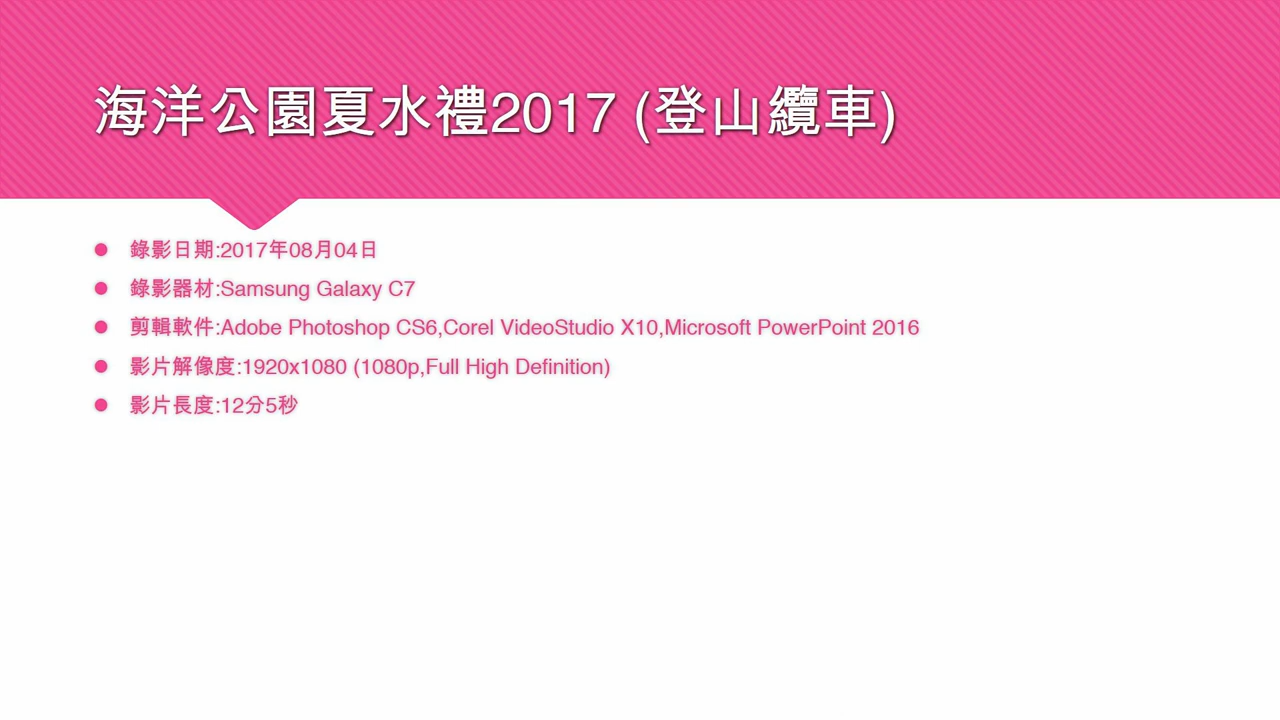 海洋公園夏水禮2017 (登山纜車)
錄影日期:2017年08月04日
錄影器材:Samsung Galaxy C7
剪輯軟件:Adobe Photoshop CS6,Corel VideoStudio X10,Microsoft PowerPoint 2016
影片解像度:1920x1080 (1080p,Full High Definition)
影片長度:12分5秒